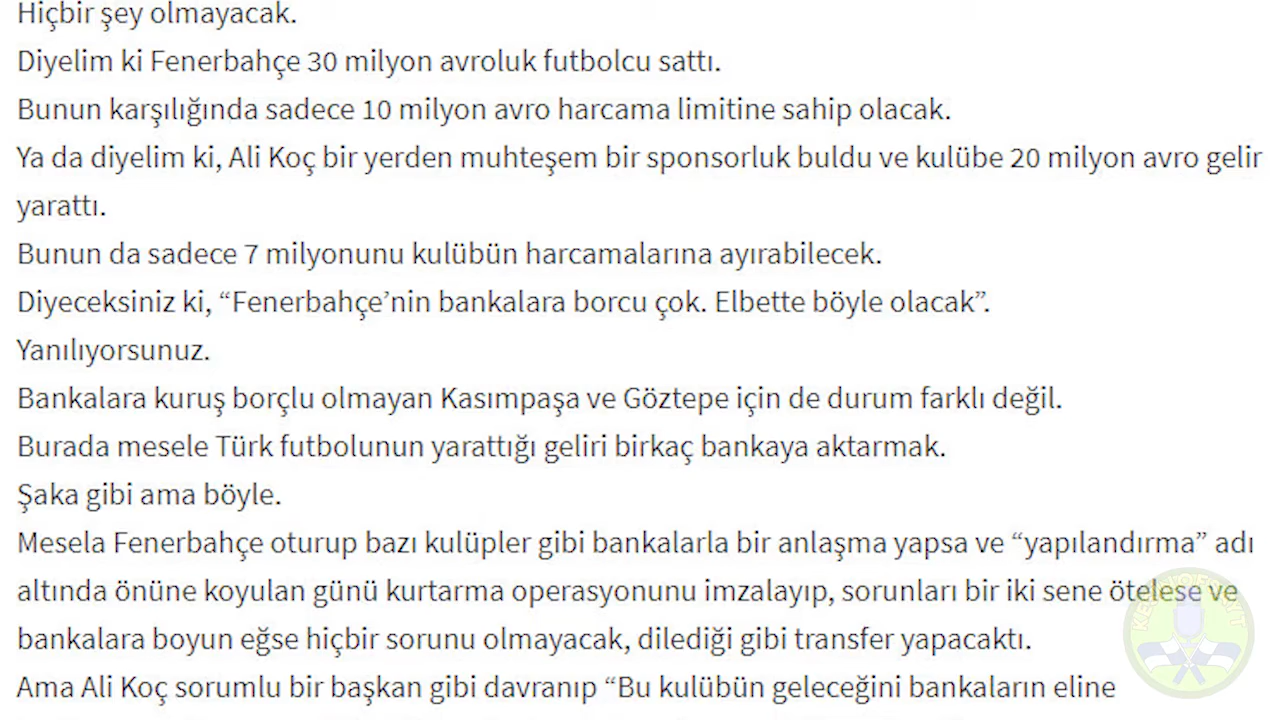 Hiçbir şey olmayacak.
Diyelim ki Fenerbahçe 30 milyon avroluk futbolcu sattı.
Bunun karşılığında sadece 10 milyon avro harcama limitine sahip olacak.
Ya da diyelim ki, Ali Koç bir yerden muhteşem bir sponsorluk buldu ve kulübe 20 milyon avro gelir
yarattı.
Bunun da sadece 7 milyonunu kulübün harcamalarına ayırabilecek.
Diyeceksiniz ki, “Fenerbahçe’nin bankalara borcu çok. Elbette böyle olacak”.
Yanılıyorsunuz.
Bankalara kuruş borçlu olmayan Kasımpaşa ve Göztepe için de durum farklı değil.
Burada mesele Türk futbolunun yarattığı geliri birkaç bankaya aktarmak.
Şaka gibi ama böyle.
Mesela Fenerbahçe oturup bazı kulüpler gibi bankalarla bir anlaşma yapsa ve “yapılandırma” adı
altında önüne koyulan günü kurtarma operasyonunu imzalayıp, sorunları bir iki sene ötelese ve
bankalara boyun eğse hiçbir sorunu olmayacak, dilediği gibi transfer yapacaktı.
Ama Ali Koç sorumlu bir başkan gibi davranıp “Bu kulübün geleceğini bankaların eline